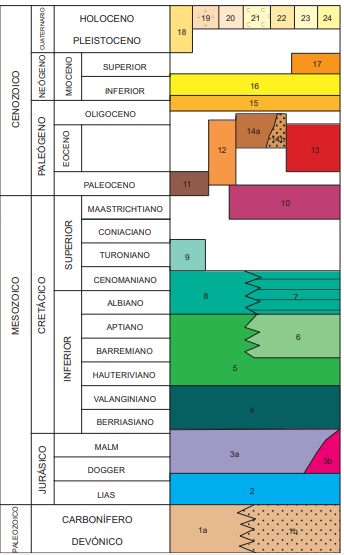 HOLOCENO 19 20 21 22 23 24
CUATERNARIO
PLEISTOCENO 18
CENOZOICO
NEÓGENO
MIOCENO
SUPERIOR 17
INFERIOR 16
15
PALEÓGENO
OLIGOCENO
EOCENO
14a 14b
12 13
PALEOCENO 11
MESOZOICO
CRETÁCICO
SUPERIOR
MAASTRICHTIANO 10
CONIACIANO
TURONIANO 9
CENOMANIANO
INFERIOR
ALBIANO 8 7
APTIANO
BARREMIANO 6
HAUTERIVIANO 5
VALANGINIANO 4
BERRIASIANO
JURÁSICO
MALM 3a
DOGGER 3b
LIAS 2
PALEOZOICO
CARBONÍFERO 1a 1b
DEVÓNICO